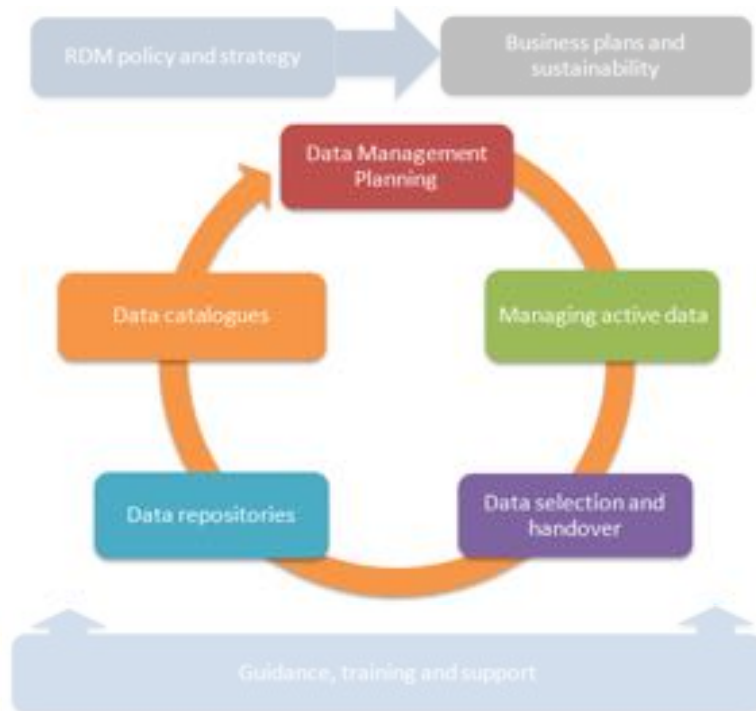 RDM policy and strategy
Business plans and
sustainability
Data Management
Planning
Data catalogues
Managing active data
Data repositories
Data selection and
handover
Guidance, training and support